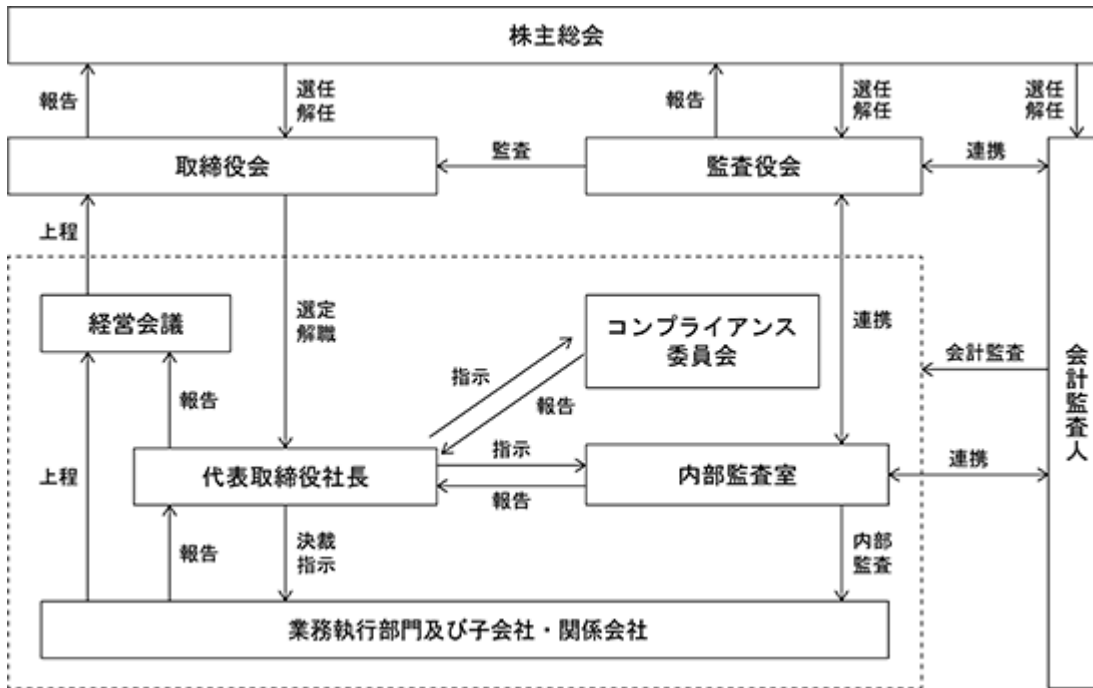 株主総会
報告
選任
解任
報告
選任
解任
選任
解任
取締役会
監査
監査役会
連携
上程
経営会議
選定
解職
コンプライアンス
委員会
連携
指示
報告
会計監査
会計監査人
報告
上程
代表取締役社長
指示
報告
内部監査室
連携
報告
決裁
指示
内部
監査
業務執行部門及び子会社・関係会社